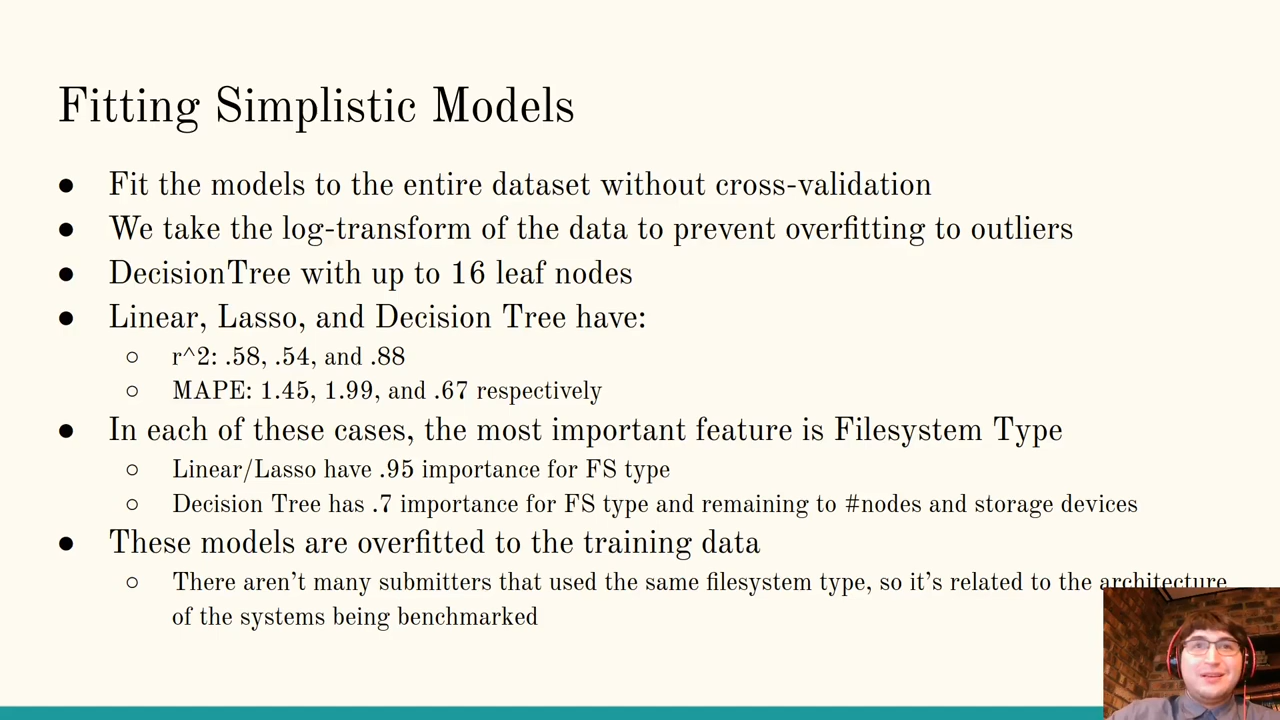 Fitting Simplistic Models
● Fit the models to the entire dataset without cross-validation
● We take the log-transform of the data to prevent overfitting to outliers
● DecisionTree with up to 16 leaf nodes
● Linear, Lasso, and Decision Tree have:
○ r^2: .58, .54, and .88
○ MAPE: 1.45, 1.99, and .67 respectively
● In each of these cases, the most important feature is Filesystem Type
○ Linear/Lasso have .95 importance for FS type
○ Decision Tree has .7 importance for FS type and remaining to #nodes and storage devices
● These models are overfitted to the training data
○ There aren’t many submitters that used the same filesystem type, so it’s related to the architecture
of the systems being benchmarked